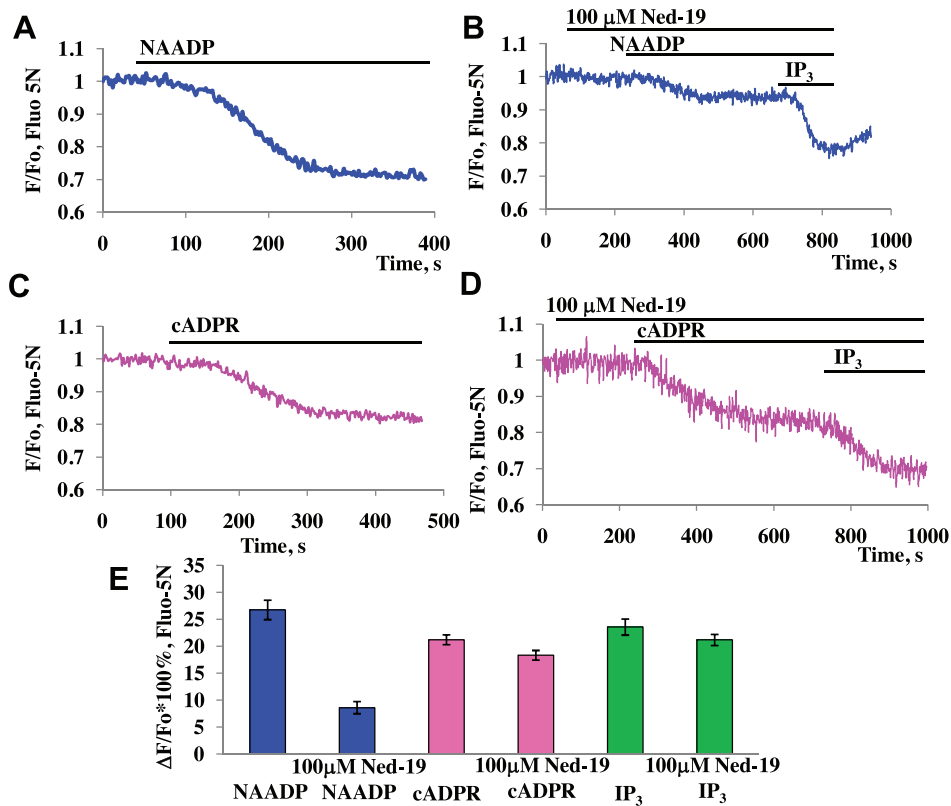 A
NAADP
F/Fo, Fluo 5N
1.1
1
0.9
0.8
0.7
0.6
0 100 200 300 400
Time, s
B
100 μM Ned-19
NAADP
IP3
F/Fo, Fluo-5N
1.1
1
0.9
0.8
0.7
0.6
0 200 400 600 800 1000
Time, s
C
cADPR
F/Fo, Fluo-5N
1.1
1
0.9
0.8
0.7
0.6
0 100 200 300 400 500
Time, s
D
100 μM Ned-19
cADPR
IP3
F/Fo, Fluo-5N
1.1
1
0.9
0.8
0.7
0.6
0 200 400 600 800 1000
Time, s
E
ΔF/Fo*100%, Fluo-5N
35
30
25
20
15
10
5
0
NAADP
100μM Ned-19
NAADP
cADPR
100μM Ned-19
cADPR
IP3
100μM Ned-19
IP3